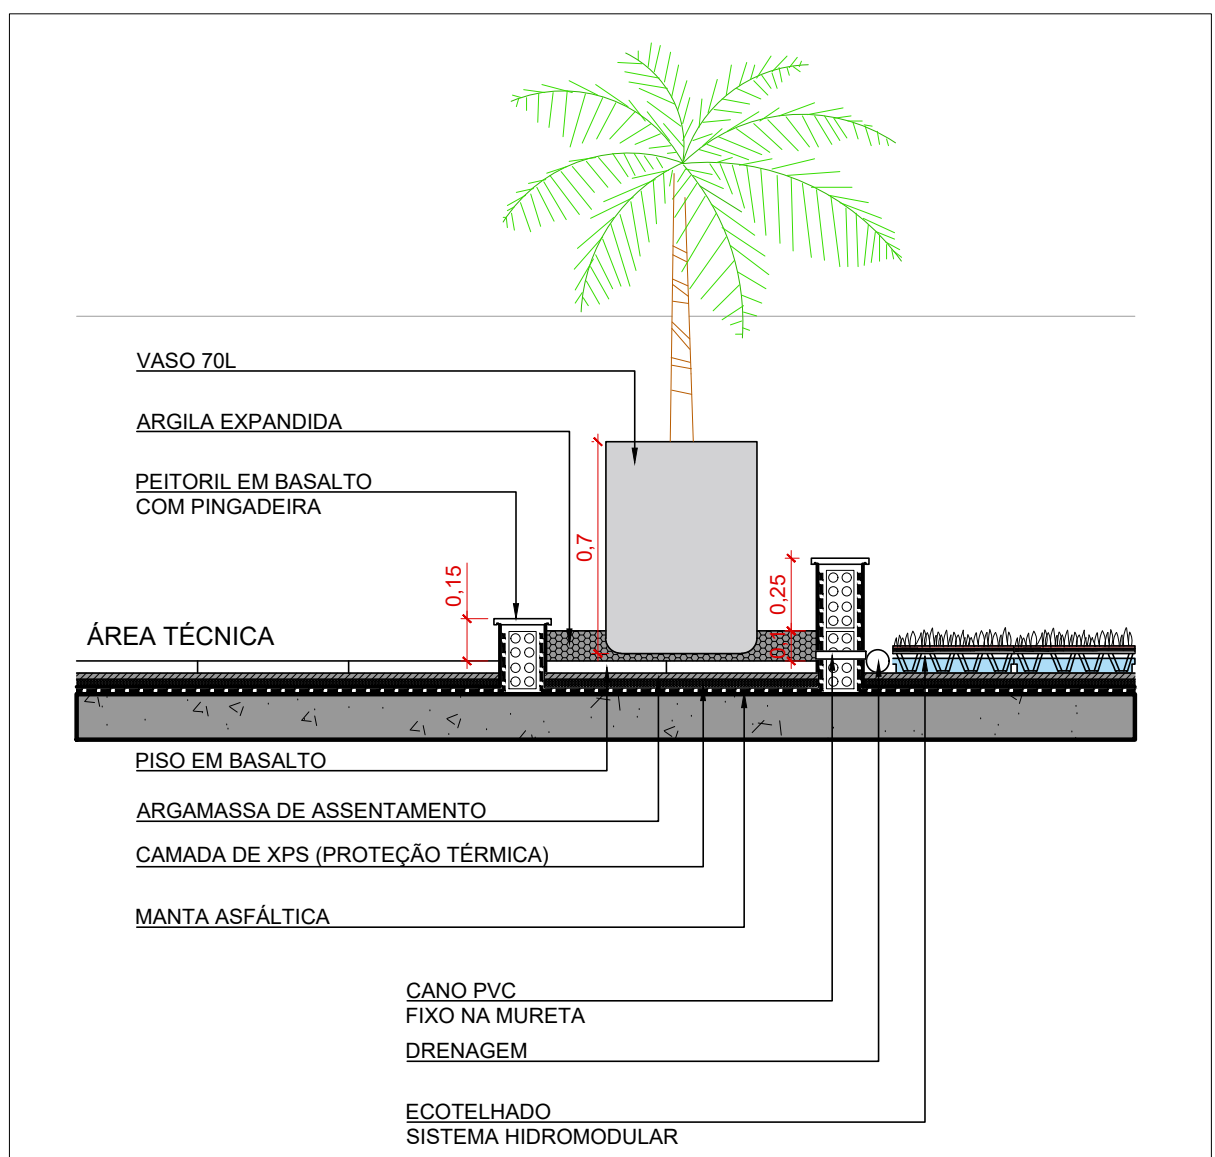 VASO 70L
ARGILA EXPANDIDA
PEITORIL EM BASALTO
COM PINGADEIRA
0,7
0,15
0,25
0,1
ÁREA TÉCNICA
PISO EM BASALTO
ARGAMASSA DE ASSENTAMENTO
CAMADA DE XPS (PROTEÇÃO TÉRMICA)
MANTA ASFÁLTICA
CANO PVC
FIXO NA MURETA
DRENAGEM
ECOTELHADO
SISTEMA HIDROMODULAR